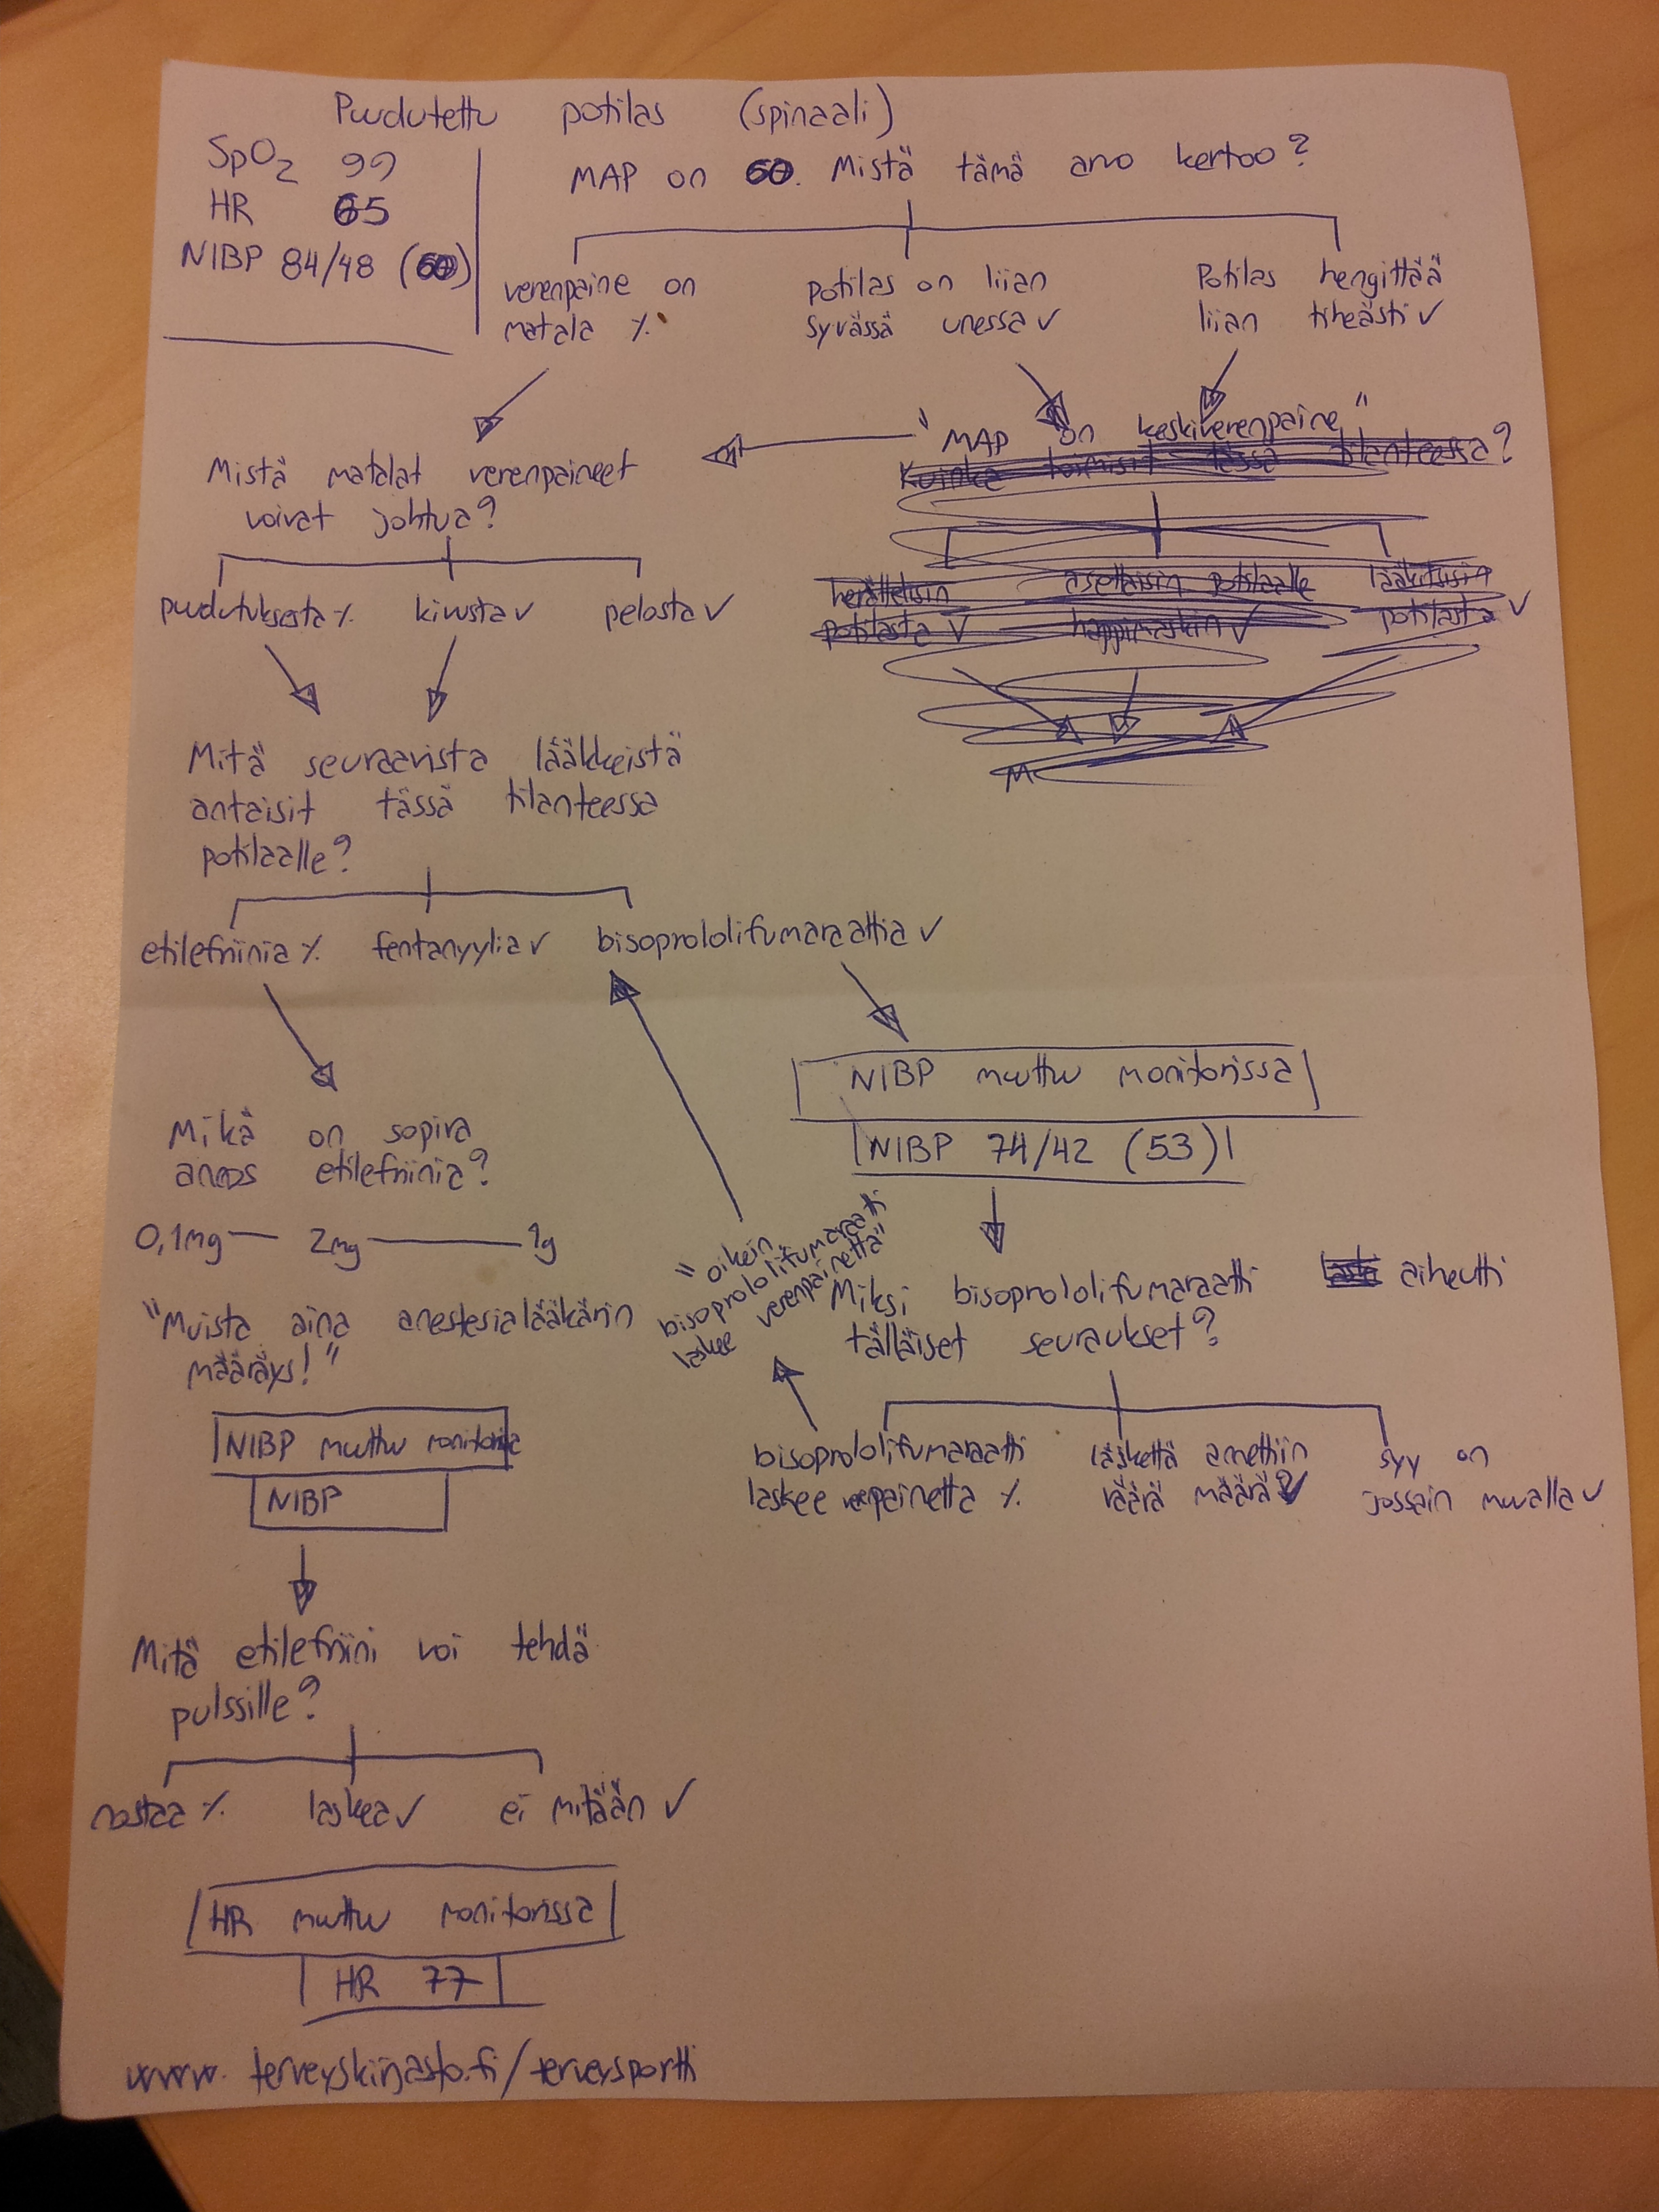 Puudutettu potilas (spinaali)
SpO2 99
HR 65
NIBP 84/48 (60)
MAP on 60. Mistä tämä arvo kertoo?
verenpaine on
matala ٪
potilas on liian
syvässä unessa ✓
Potilas hengittää
liian tiheästi ✓
"MAP on keskiverenpaine"
Kuinka toimisit tässä tilanteessa?
herättelisin
potilasta ✓
asettaisin potilaalle
happimaskin ✓
lääkitsisin
potilasta ✓
M
Mistä matalat verenpaineet
voivat johtua?
puudutuksesta ٪ kivusta ✓ pelosta ✓
Mitä seuraavista lääkkeistä
antaisit tässä tilanteessa
potilaalle?
etilefriinia ٪ fentanyylia ✓ bisoprololifumaraattia ✓
NIBP muuttuu monitorissa
NIBP 74/42 (53)
Mikä on sopiva
annos etilefriinia?
0,1mg — 2mg — 1g
"Muista aina anestesialääkärin
määräys!"
"oikein
bisoprololifumaraatti
laskee verenpainetta"
Miksi bisoprololifumaraatti aiheutti
tälläiset seuraukset?
bisoprololifumaraatti
laskee verenpainetta ٪
lääkettä annettiin
väärä määrä ✓
syy on
jossain muualla ✓
NIBP muuttuu monitorissa
NIBP
Mitä etilefriini voi tehdä
pulssille?
nostaa ٪ laskea ✓ ei mitään ✓
HR muuttuu monitorissa
HR 77
www.terveyskirjasto.fi/terveysportti